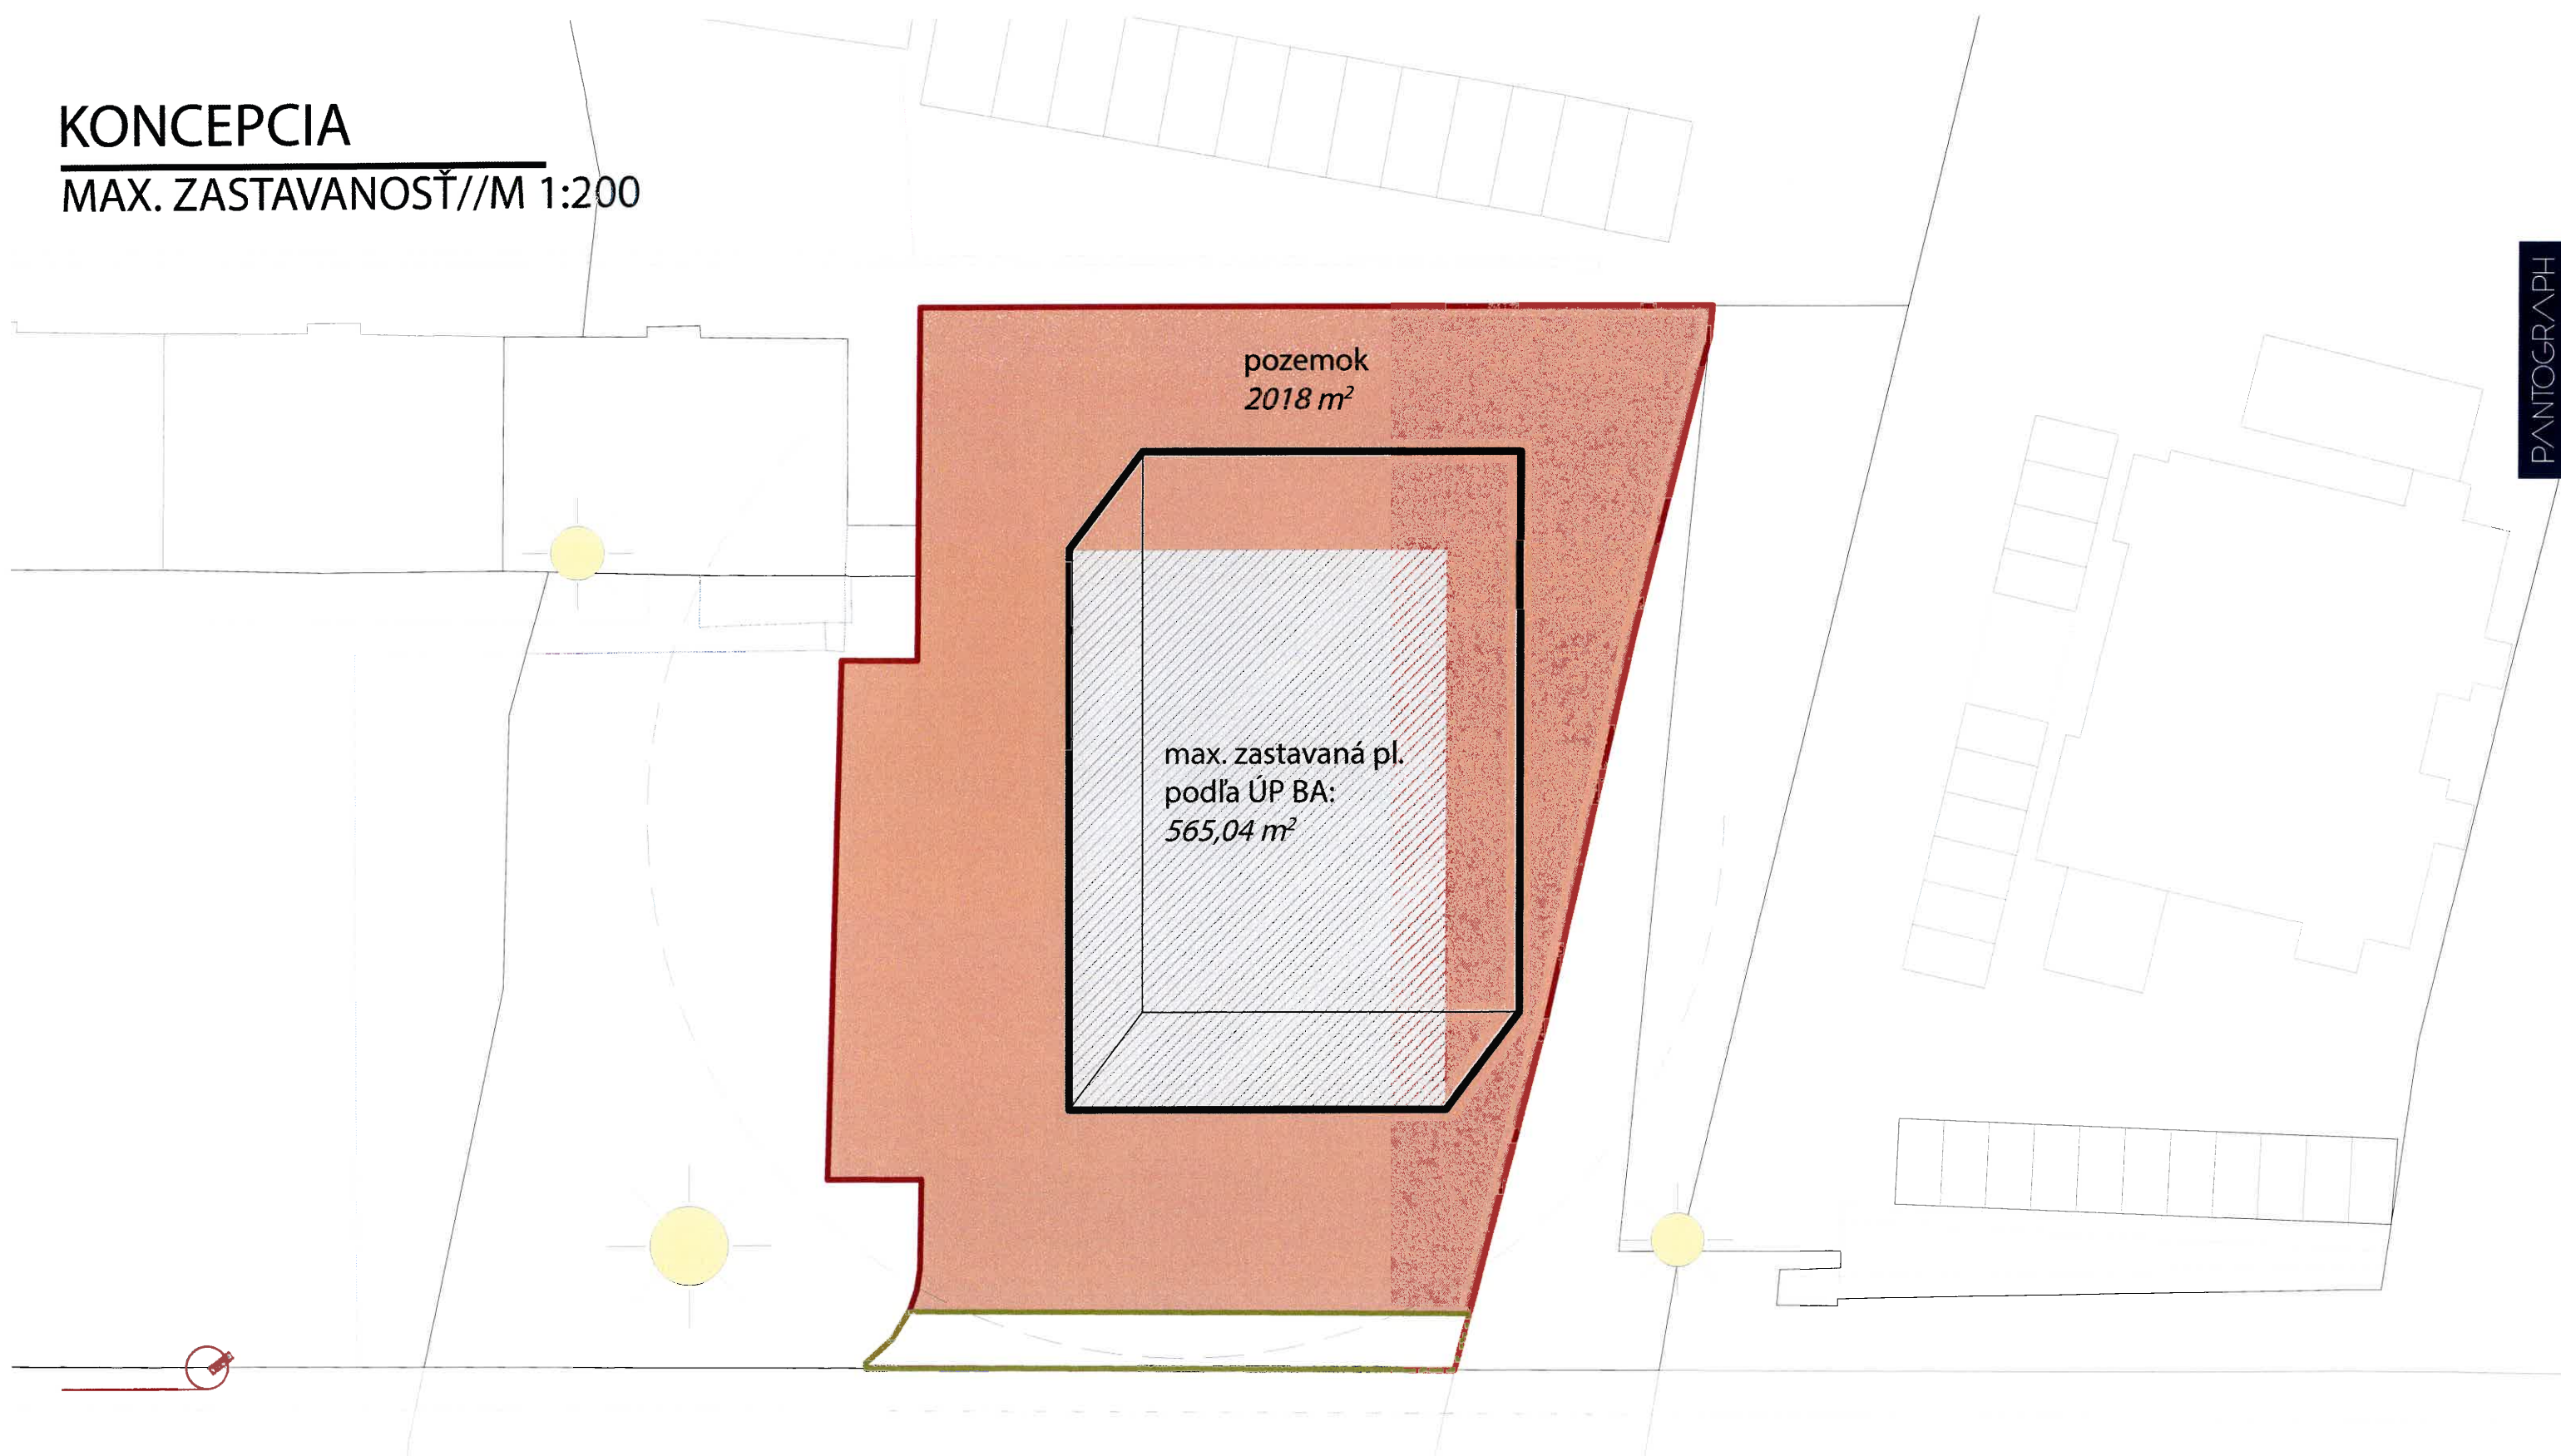 KONCEPCIA
MAX. ZASTAVANOSŤ//M 1:200
PANTOGRAPH
pozemok
2018 m²
max. zastavaná pl.
podľa ÚP BA:
565,04 m²